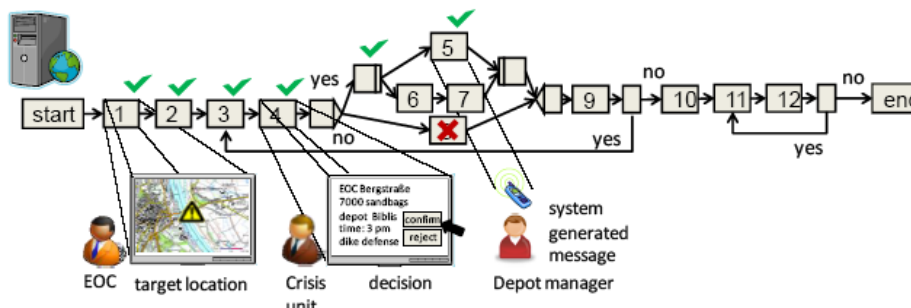 5
yes
no
no
start
1
2
3
4
6
7
9
10
11
12
end
no
yes
yes
EOC Bergstraße
7000 sandbags
depot Biblis
confirm
time: 3 pm
dike defense
reject
system
generated
message
EOC
target location
Crisis
unit
decision
Depot manager